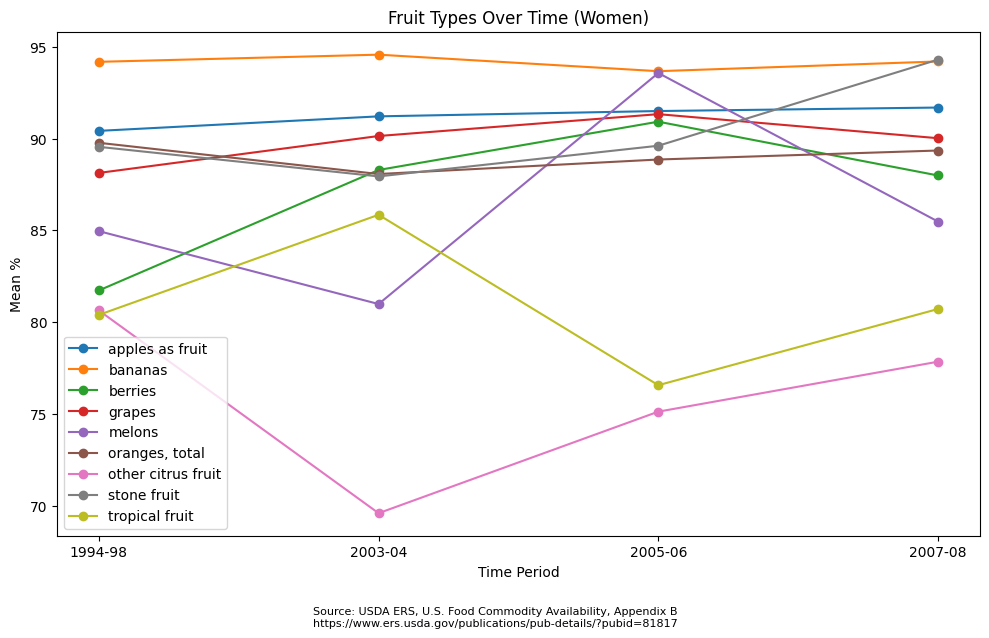 Fruit Types Over Time (Women)
Mean %
95
90
85
80
75
70
apples as fruit
bananas
berries
grapes
melons
oranges, total
other citrus fruit
stone fruit
tropical fruit
1994-98 2003-04 2005-06 2007-08
Time Period
Source: USDA ERS, U.S. Food Commodity Availability, Appendix B
https://www.ers.usda.gov/publications/pub-details/?pubid=81817